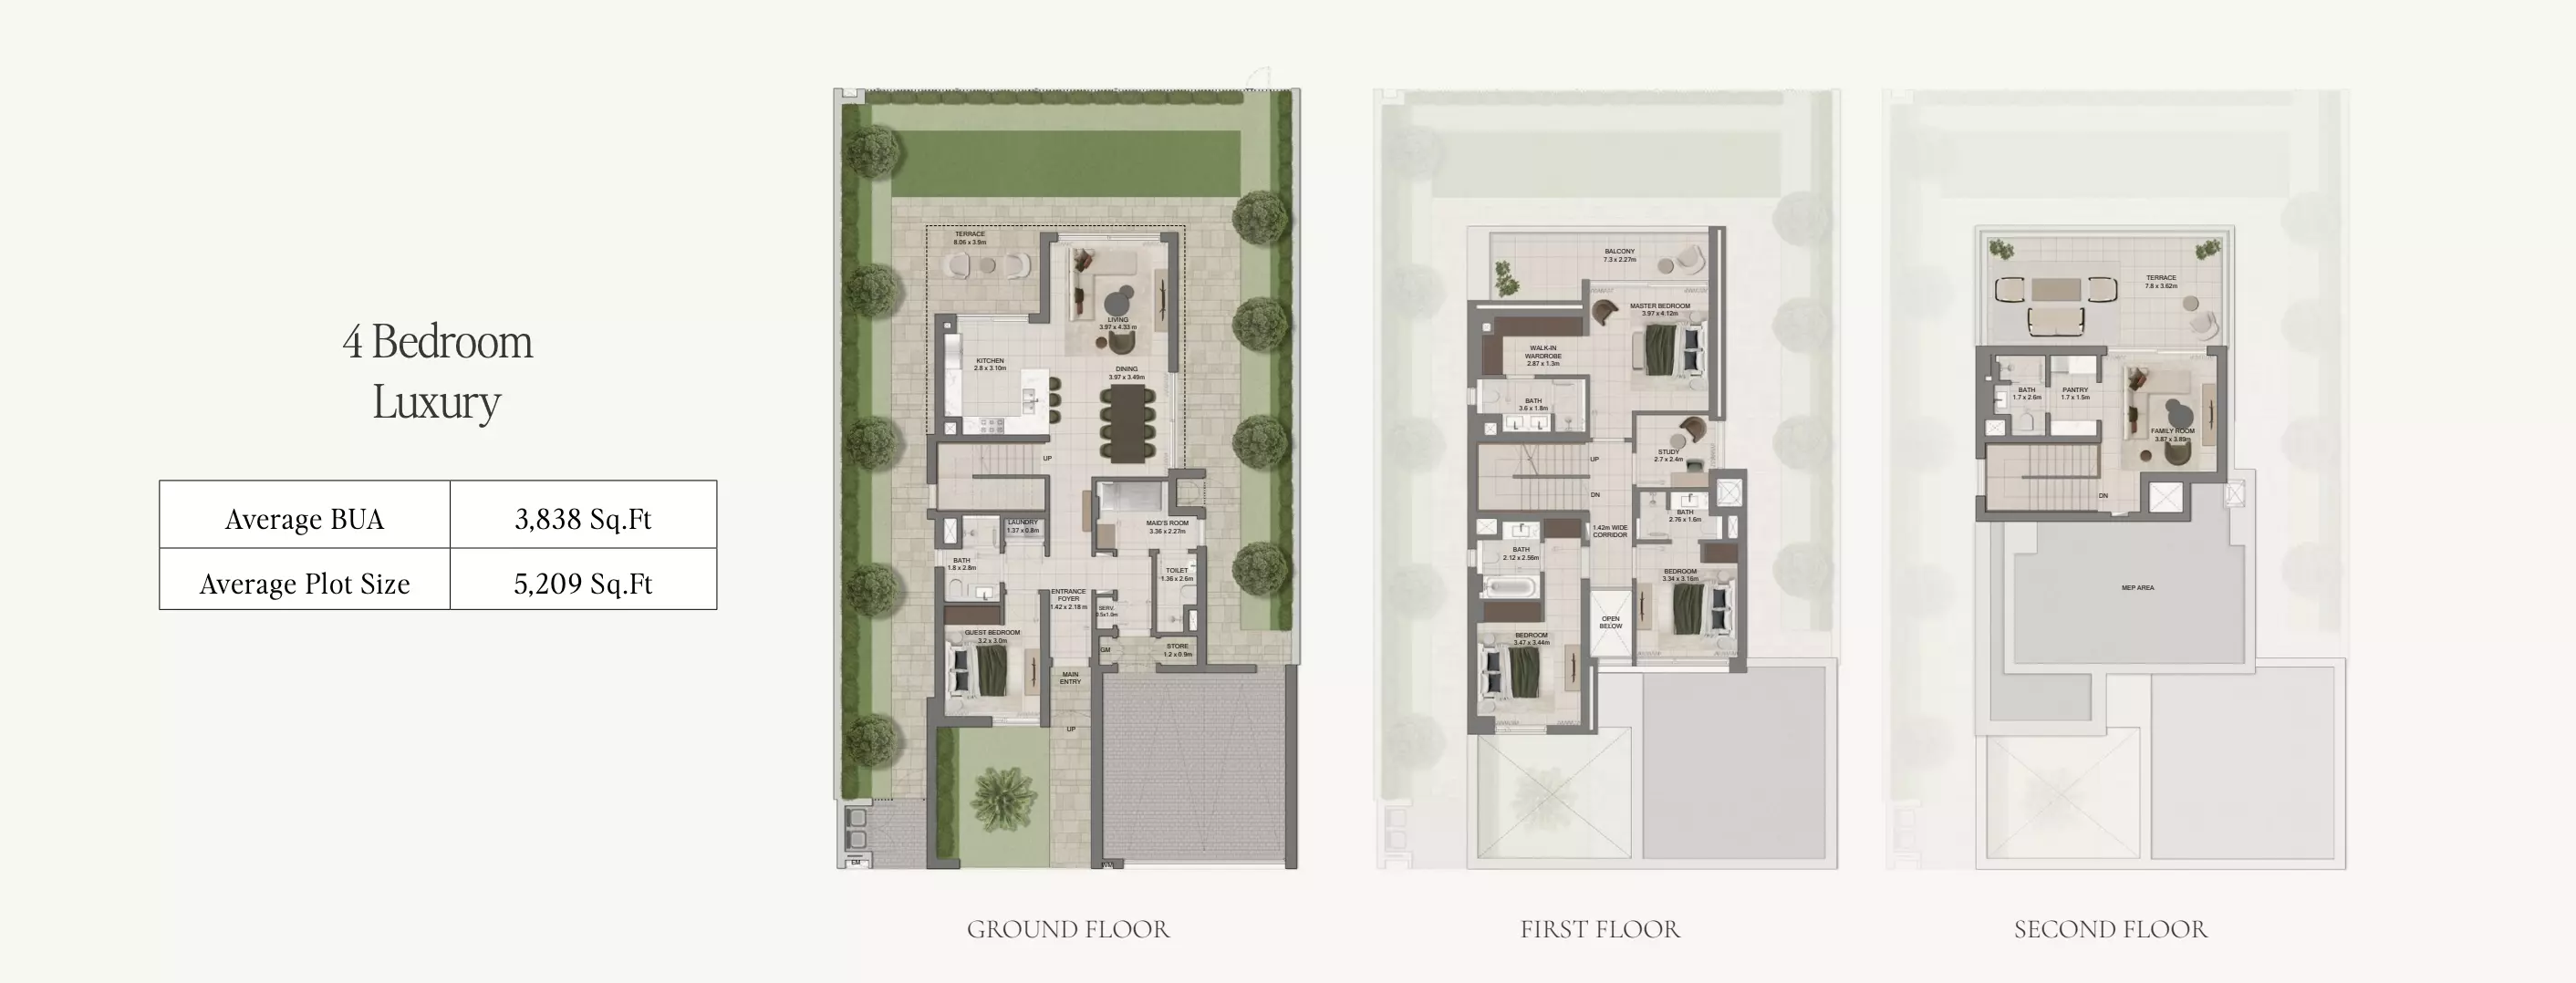 4 Bedroom
Luxury
Average BUA 3,838 Sq.Ft
Average Plot Size 5,209 Sq.Ft
TERRACE
8.06 x 3.9m
LIVING
3.97 x 4.33 m
KITCHEN
2.8 x 3.10m
DINING
3.97 x 3.49m
UP
LAUNDRY
1.37 x 0.8m
MAID'S ROOM
3.36 x 2.27m
BATH
1.8 x 2.8m
TOILET
1.36 x 2.6m
ENTRANCE
FOYER
1.42 x 2.18 m
SERV.
GUEST BEDROOM
3.2 x 3.0m
GM
STORE
1.2 x 0.9m
MAIN
ENTRY
UP
EM
GROUND FLOOR
BALCONY
7.3 x 2.27m
MASTER BEDROOM
3.97 x 4.12m
WALK-IN
WARDROBE
2.87 x 1.3m
BATH
3.6 x 1.8m
STUDY
2.7 x 2.4m
UP
DN
BATH
2.76 x 1.6m
1.42m WIDE
CORRIDOR
BATH
2.12 x 2.56m
BEDROOM
3.34 x 3.16m
OPEN
BELOW
BEDROOM
3.47 x 3.44m
FIRST FLOOR
TERRACE
7.8 x 3.62m
BATH
1.7 x 2.6m
PANTRY
1.7 x 1.5m
FAMILY ROOM
3.87 x 3.89m
DN
MEP AREA
SECOND FLOOR